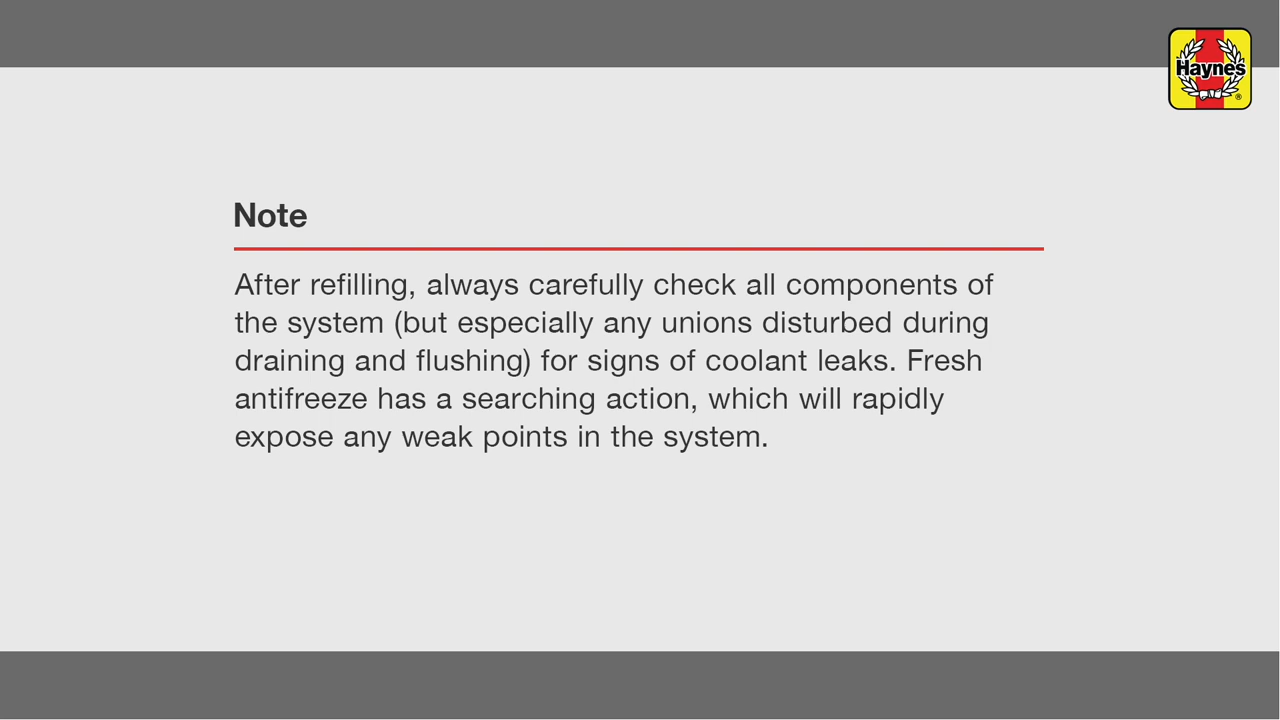 Haynes
Note
After refilling, always carefully check all components of
the system (but especially any unions disturbed during
draining and flushing) for signs of coolant leaks. Fresh
antifreeze has a searching action, which will rapidly
expose any weak points in the system.